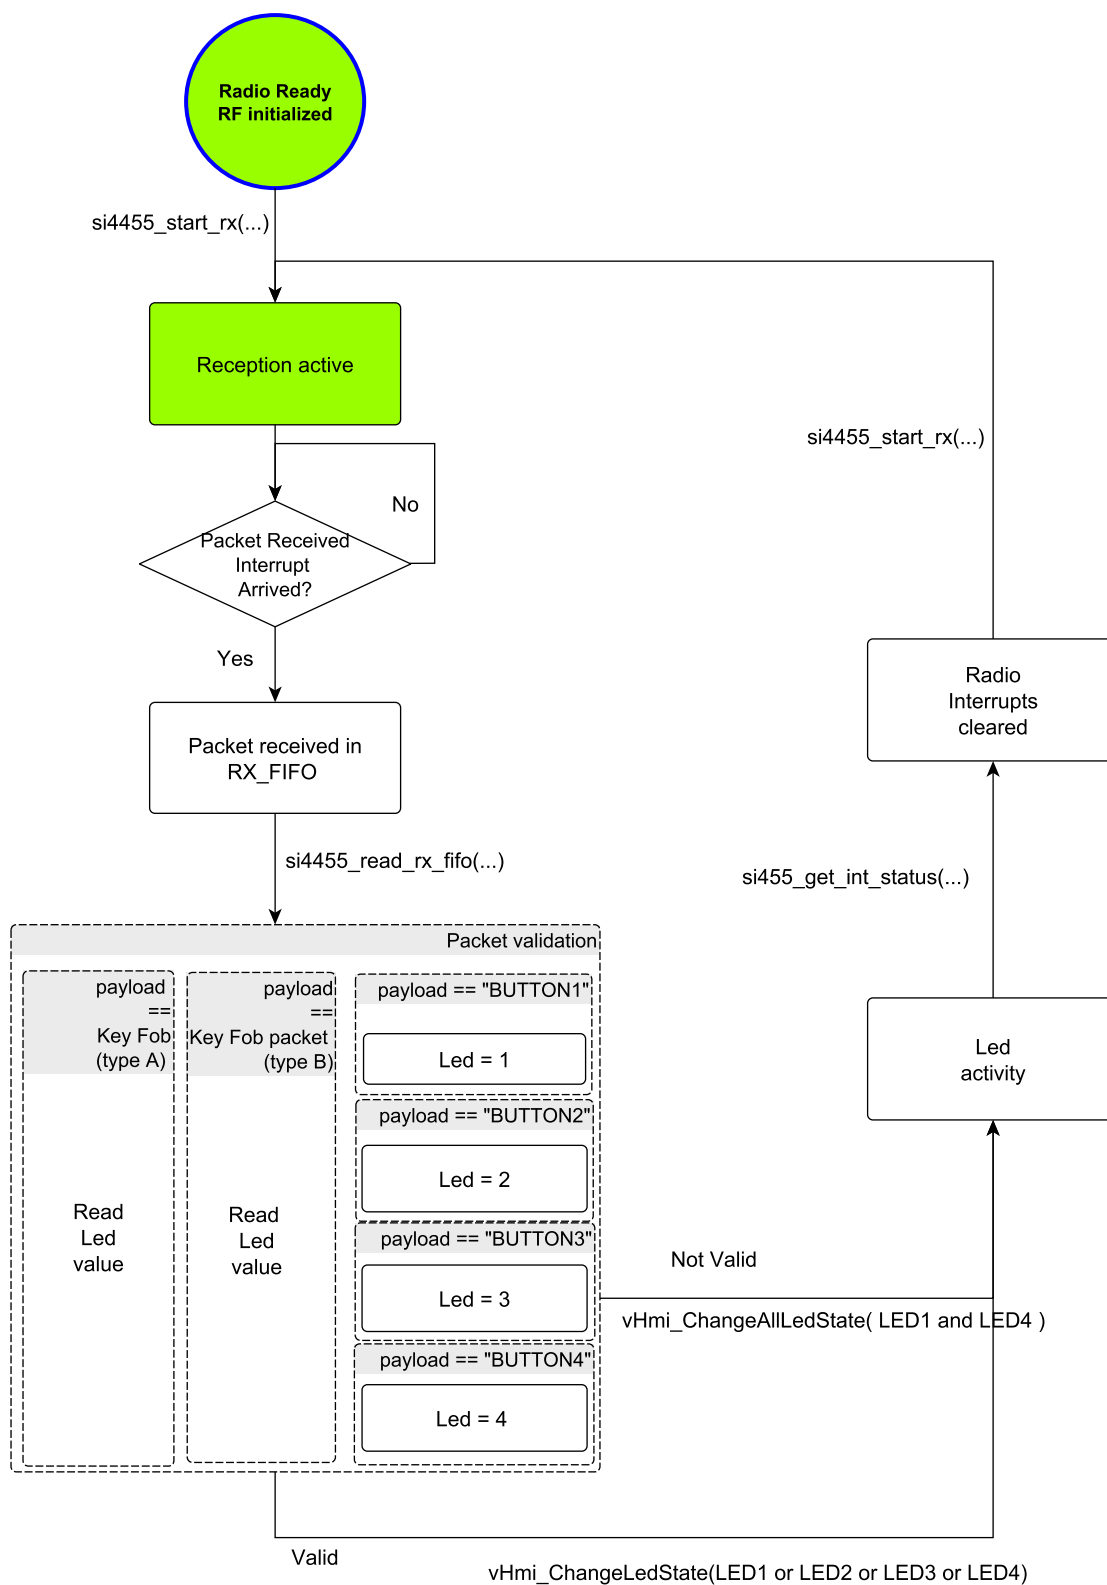 Radio Ready
RF initialized
si4455_start_rx(...)
Reception active
si4455_start_rx(...)
No
Packet Received
Interrupt
Arrived?
Yes
Radio
Interrupts
cleared
Packet received in
RX_FIFO
si4455_read_rx_fifo(...)
si455_get_int_status(...)
Packet validation
payload
==
Key Fob
(type A)
payload
==
Key Fob packet
(type B)
payload == "BUTTON1"
Led = 1
Led
activity
payload == "BUTTON2"
Led = 2
Read
Led
value
Read
Led
value
payload == "BUTTON3"
Led = 3
Not Valid
vHmi_ChangeAllLedState( LED1 and LED4 )
payload == "BUTTON4"
Led = 4
Valid
vHmi_ChangeLedState(LED1 or LED2 or LED3 or LED4)